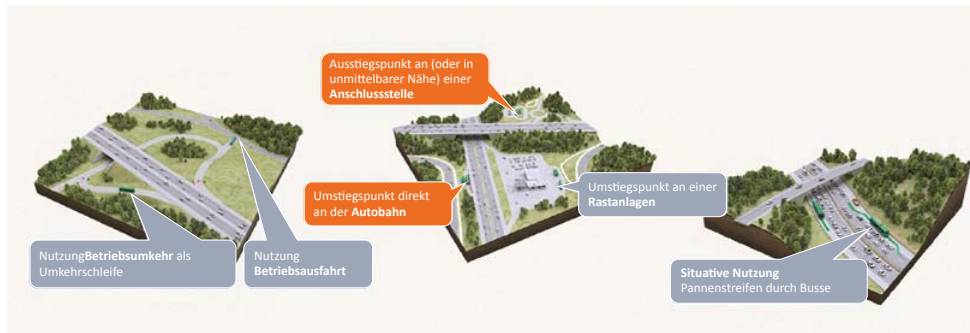 Ausstiegspunkt an (oder in
unmittelbarer Nähe) einer
Anschlussstelle
Umstiegspunkt direkt
an der Autobahn
Umstiegspunkt an einer
Rastanlagen
NutzungBetriebsumkehr als
Umkehrschleife
Nutzung
Betriebsausfahrt
Situative Nutzung
Pannenstreifen durch Busse